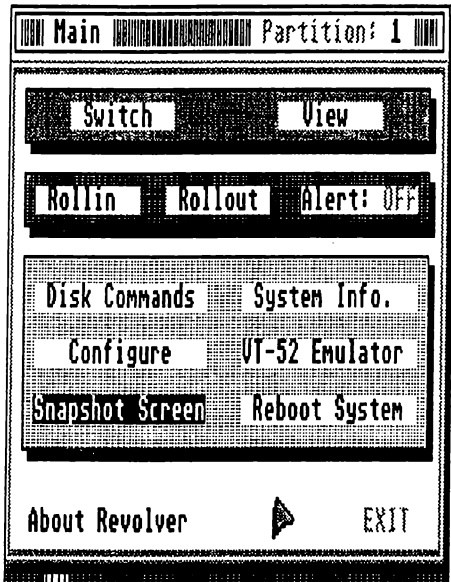 Main Partition: 1
Switch View
Rollin Rollout Alert: OFF
Disk Commands System Info.
Configure VT-52 Emulator
Snapshot Screen Reboot System
About Revolver EXIT